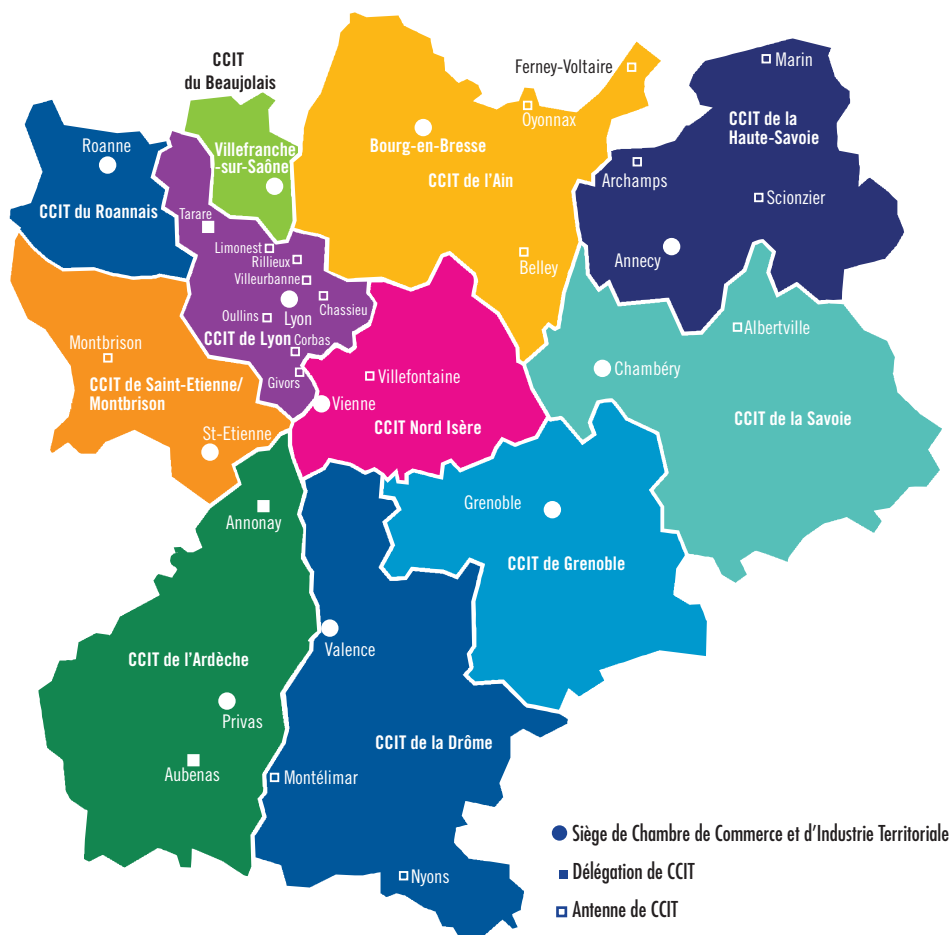 CCIT
du Beaujolais
Ferney-Voltaire
Marin
Oyonnax
CCIT de la
Haute-Savoie
Roanne
Villefranche
-sur-Saône
Bourg-en-Bresse
CCIT de l'Ain
Archamps
Scionzier
CCIT du Roannais
Tarare
Limonest
Rillieux
Villeurbanne
Belley
Annecy
Oullins
Lyon
Chassieu
CCIT de Lyon
Corbas
Albertville
Montbrison
CCIT de Saint-Etienne/
Montbrison
Givors
Villefontaine
Chambéry
Vienne
CCIT Nord Isère
CCIT de la Savoie
St-Etienne
Annonay
Grenoble
CCIT de Grenoble
Valence
CCIT de l'Ardèche
Privas
CCIT de la Drôme
Aubenas
Montélimar
Nyons
Siège de Chambre de Commerce et d'Industrie Territoriale
Délégation de CCIT
Antenne de CCIT